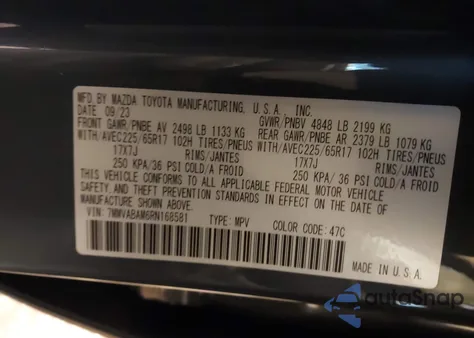 MFD. BY MAZDA TOYOTA MANUFACTURING, U.S.A., INC.
DATE 09/23 GVWR/PNBV 4848 LB 2199 KG
FRONT GAWR/PNBE AV 2498 LB 1133 KG REAR GAWR/PNBE AR 2379 LB 1079 KG
WITH/AVEC225/65R17 102H TIRES/PNEUS WITH/AVEC225/65R17 102H TIRES/PNEUS
17X7J RIMS/JANTES 17X7J RIMS/JANTES
250 KPA/36 PSI COLD/A FROID 250 KPA/36 PSI COLD/A FROID
THIS VEHICLE CONFORMS TO ALL APPLICABLE FEDERAL MOTOR VEHICLE
SAFETY AND THEFT PREVENTION STANDARDS IN EFFECT ON THE DATE OF
MANUFACTURE SHOWN ABOVE.
VIN: 7MMVABAM6RN168581 TYPE: MPV COLOR CODE: 47C
MADE IN U.S.A.
autoSnap